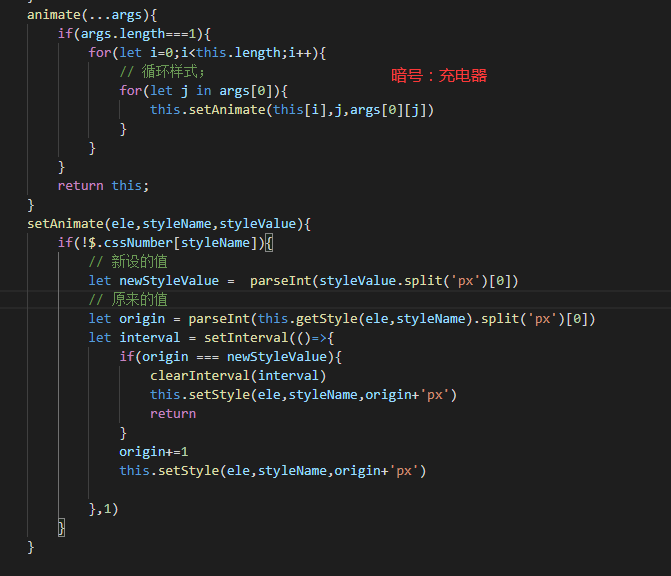 animate(...args){
if(args.length===1){
for(let i=0;i<this.length;i++){
// 循环样式;
暗号：充电器
for(let j in args[0]){
this.setAnimate(this[i],j,args[0][j])
}
}
}
return this;
}
setAnimate(ele,styleName,styleValue){
if(!$.cssNumber[styleName]){
// 新设的值
let newStyleValue =  parseInt(styleValue.split('px')[0])
// 原来的值
let origin = parseInt(this.getStyle(ele,styleName).split('px')[0])
let interval = setInterval(()=>{
if(origin === newStyleValue){
clearInterval(interval)
this.setStyle(ele,styleName,origin+'px')
return
}
origin+=1
this.setStyle(ele,styleName,origin+'px')
},1)
}
}